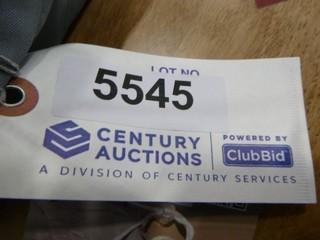 LOT NO
5545
CENTURY
AUCTIONS
POWERED BY
ClubBid
A DIVISION OF CENTURY SERVICES